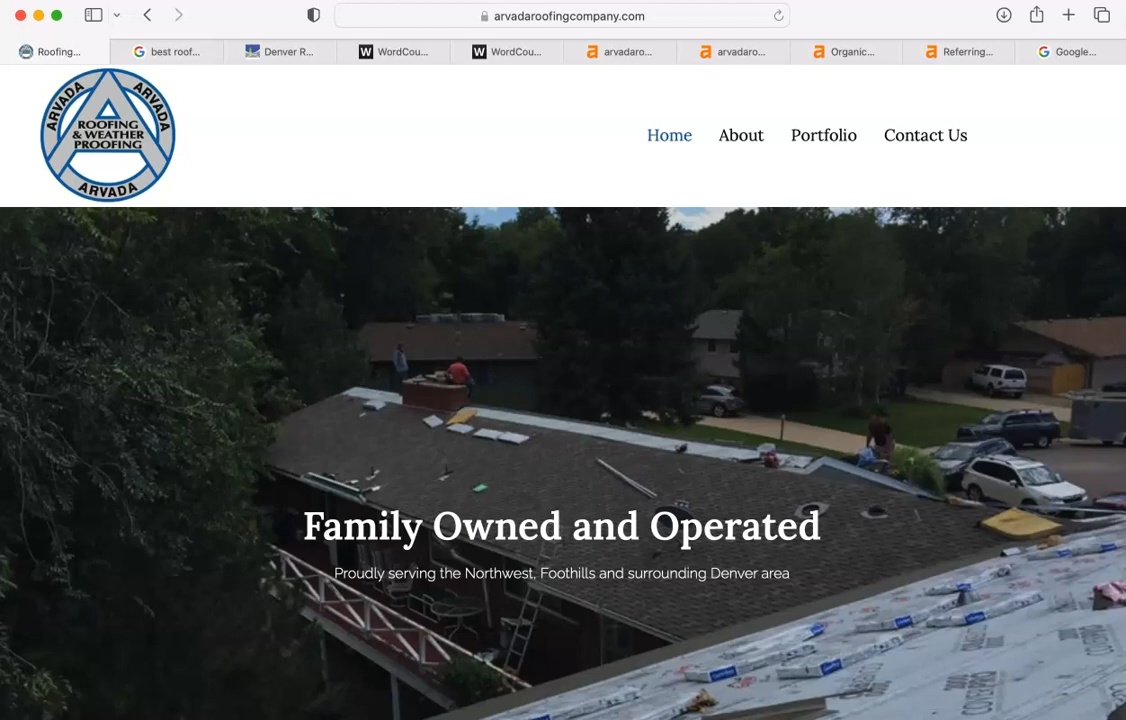 arvadaroofingcompany.com
Roofing...
best roof...
Denver R...
WordCou...
WordCou...
arvadaro...
arvadaro...
Organic...
Referring...
Google...
ARVADA
ARVADA
ROOFING
& WEATHER
PROOFING
ARVADA
Home
About
Portfolio
Contact Us
Family Owned and Operated
Proudly serving the Northwest, Foothills and surrounding Denver area